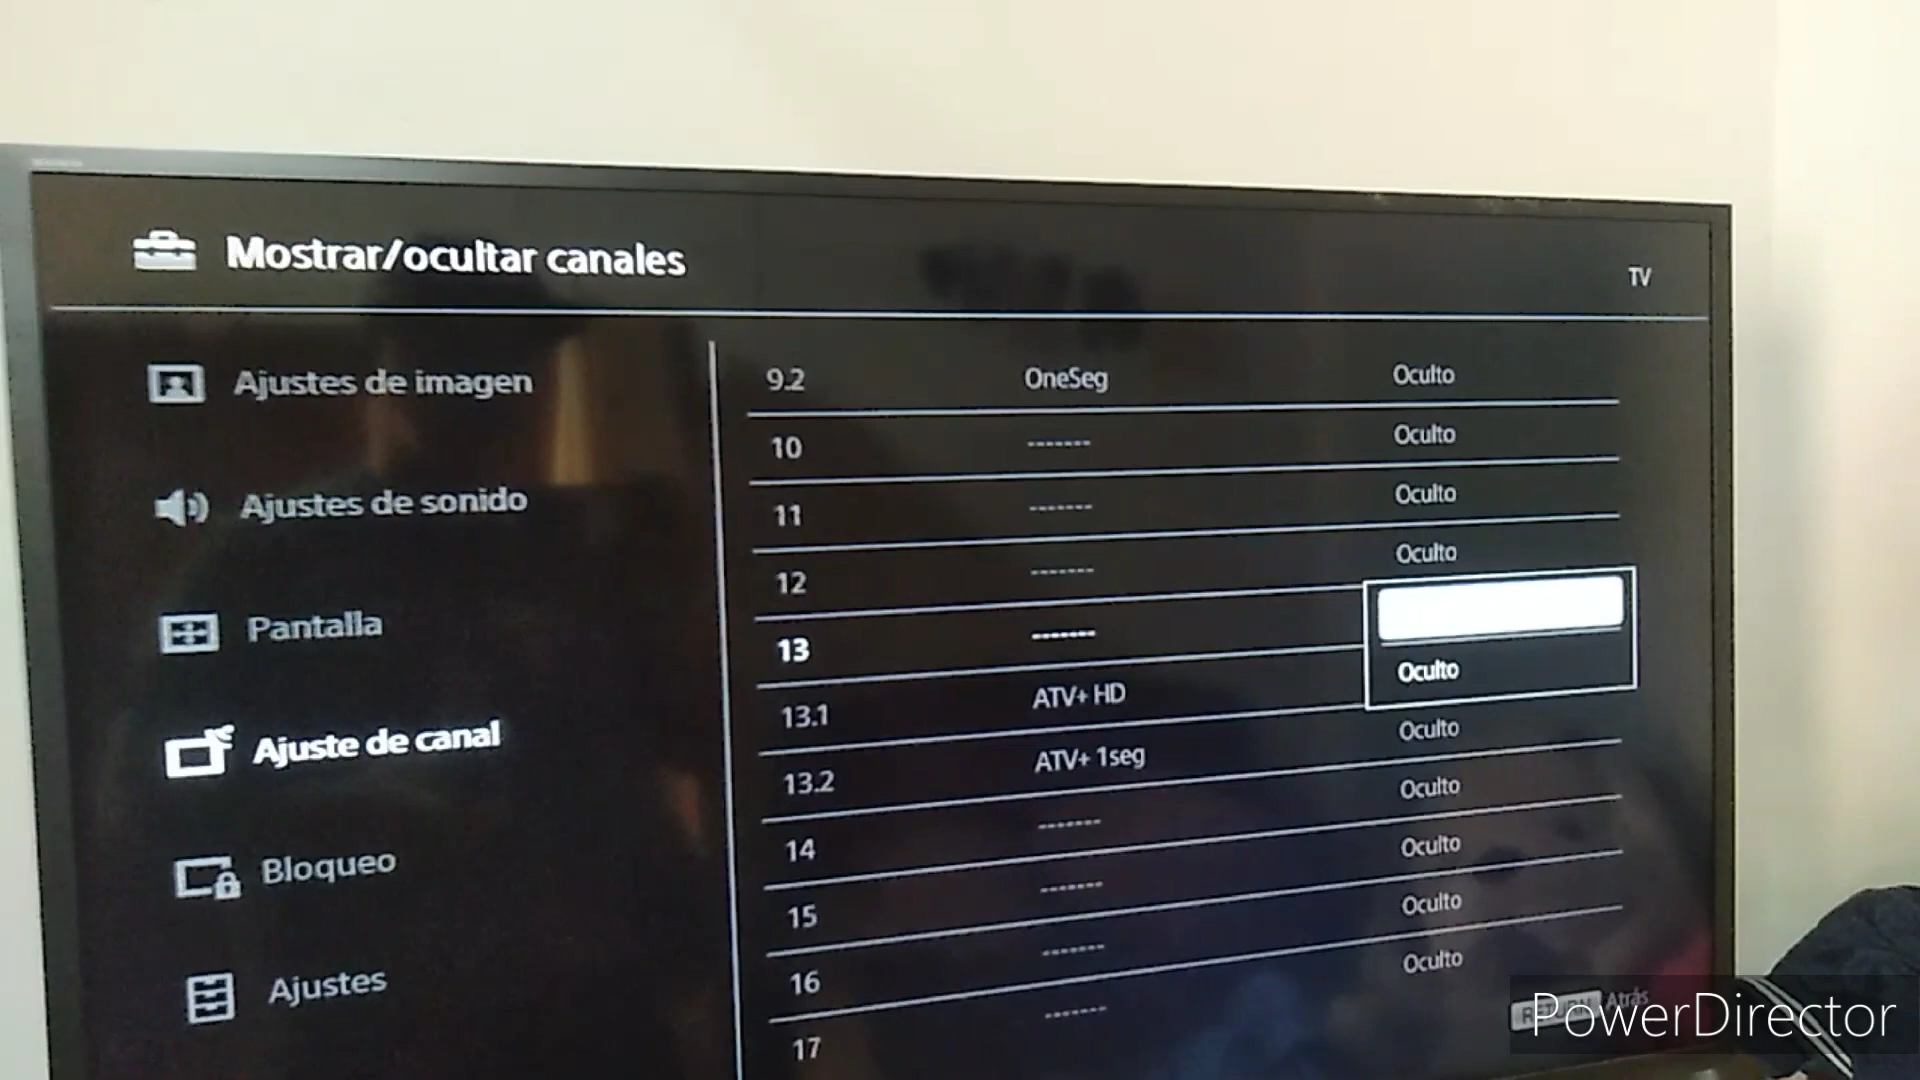 Mostrar/ocultar canales
TV
Ajustes de imagen
Ajustes de sonido
Pantalla
Ajuste de canal
Bloqueo
Ajustes
9.2 OneSeg Oculto
10 ------- Oculto
11 ------- Oculto
12 ------- Oculto
13 -------
Oculto
13.1 ATV+ HD
13.2 ATV+ 1seg Oculto
14 ------- Oculto
15 ------- Oculto
16 ------- Oculto
17 ------- Oculto
Atrás
PowerDirector